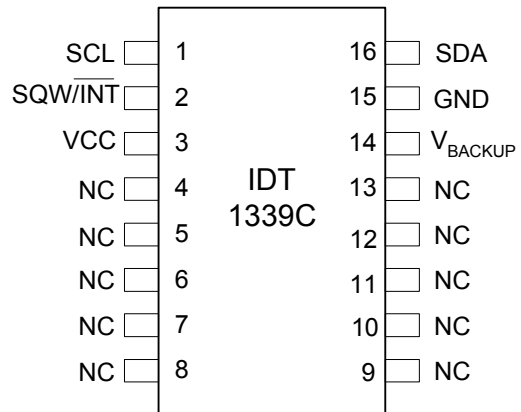 SCL 1 16 SDA
SQW/INT 2 15 GND
VCC 3 14 VBACKUP
NC 4 IDT 13 NC
1339C
NC 5 12 NC
NC 6 11 NC
NC 7 10 NC
NC 8 9 NC